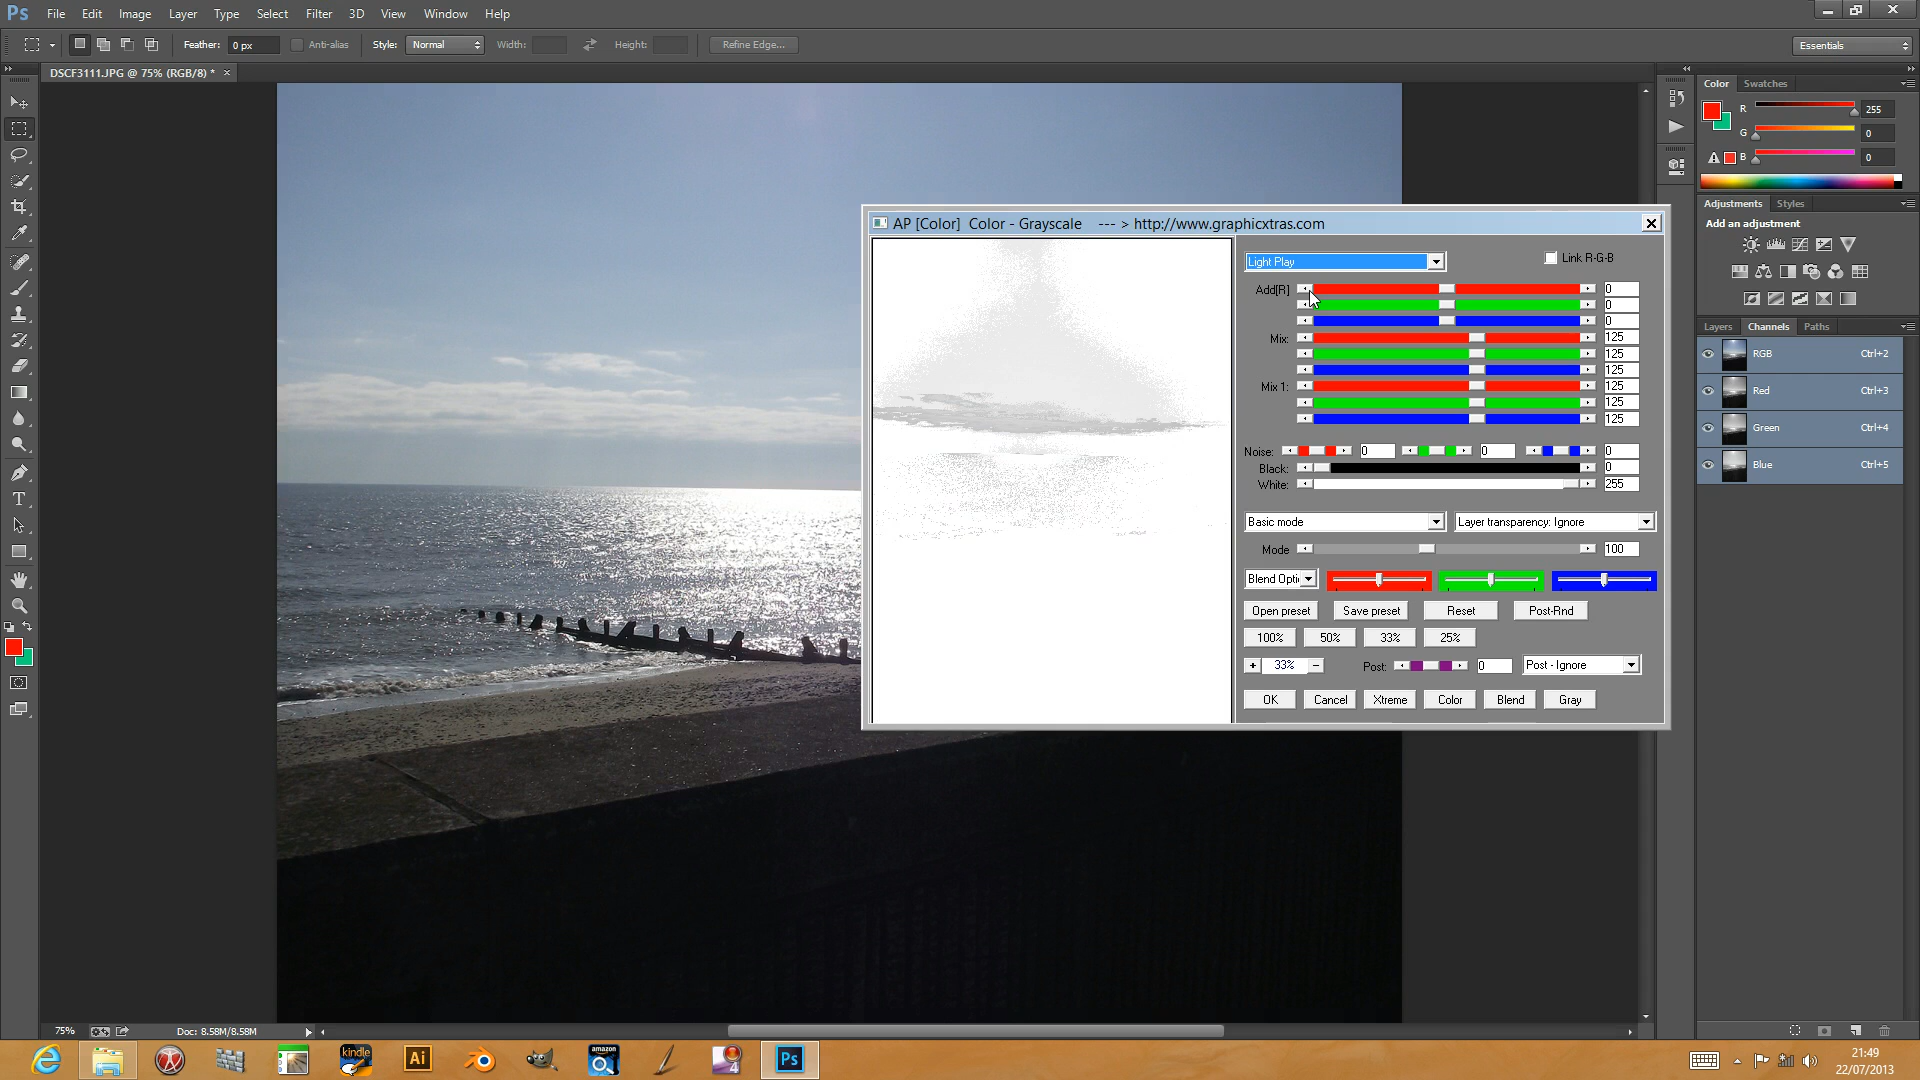 Ps File Edit Image Layer Type Select Filter 3D View Window Help
Feather: 0 px Anti-alias Style: Normal Width: Height: Refine Edge... Essentials
DSCF3111.JPG @ 75% (RGB/8) * ×
Color Swatches
R 255
G 0
B 0
Adjustments Styles
Add an adjustment
Layers Channels Paths
RGB Ctrl+2
Red Ctrl+3
Green Ctrl+4
Blue Ctrl+5
AP [Color] Color - Grayscale --- > http://www.graphicxtras.com
Light Play Link R-G-B
Add[R] 0
0
0
Mix: 125
125
125
Mix 1: 125
125
125
Noise: 0 0 0
Black: 0
White: 255
Basic mode Layer transparency: Ignore
Mode 100
Blend Opti
Open preset Save preset Reset Post-Rnd
100% 50% 33% 25%
+ 33% − Post: 0 Post - Ignore
OK Cancel Xtreme Color Blend Gray
T
75% Doc: 8.58M/8.58M
kindle Ai amazon 4 Ps
21:49
22/07/2013